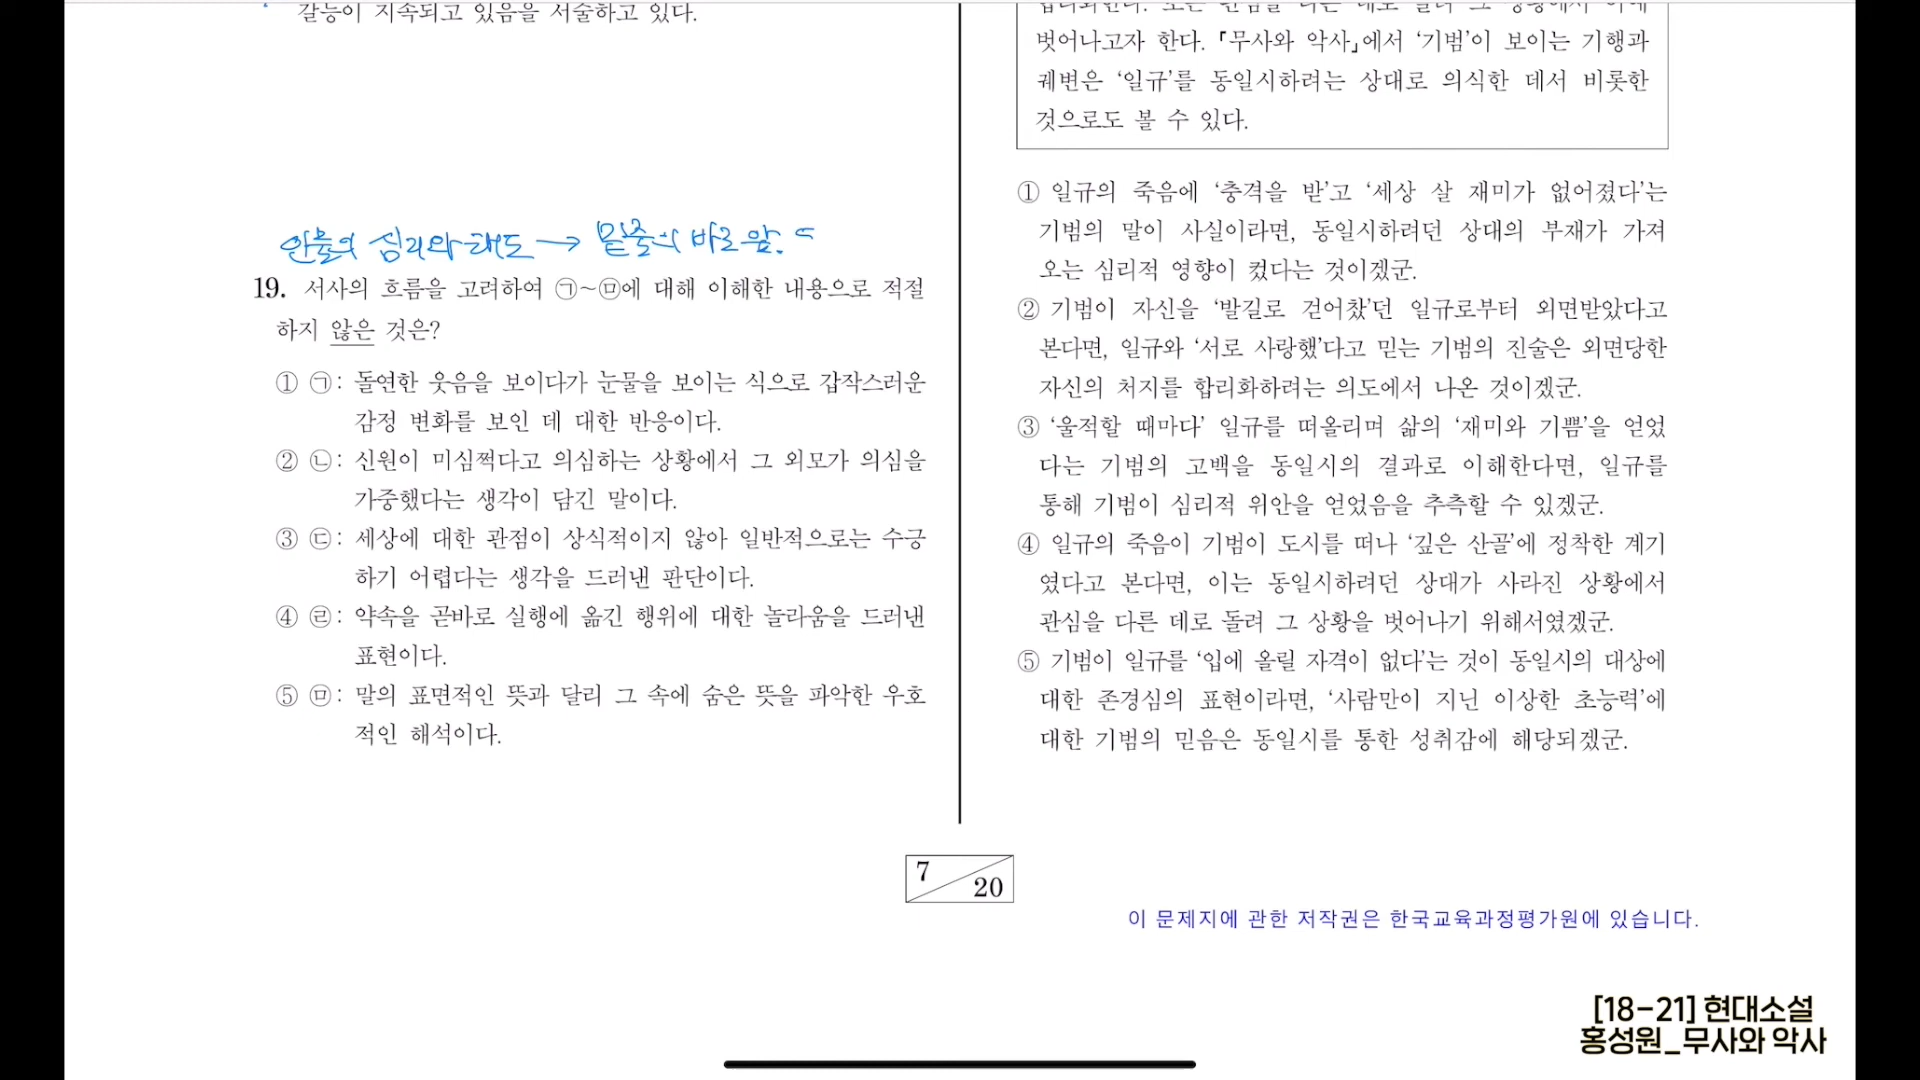 갈능이 지속되고 있음을 서술하고 있다.
인물의 심리와 태도 → 밑줄의 바로 앞.
19. 서사의 흐름을 고려하여 ㉠~㉤에 대해 이해한 내용으로 적절
하지 않은 것은?
① ㉠: 돌연한 웃음을 보이다가 눈물을 보이는 식으로 갑작스러운
감정 변화를 보인 데 대한 반응이다.
② ㉡: 신원이 미심쩍다고 의심하는 상황에서 그 외모가 의심을
가중했다는 생각이 담긴 말이다.
③ ㉢: 세상에 대한 관점이 상식적이지 않아 일반적으로는 수긍
하기 어렵다는 생각을 드러낸 판단이다.
④ ㉣: 약속을 곧바로 실행에 옮긴 행위에 대한 놀라움을 드러낸
표현이다.
⑤ ㉤: 말의 표면적인 뜻과 달리 그 속에 숨은 뜻을 파악한 우호
적인 해석이다.
벗어나고자 한다. 「무사와 악사」에서 ‘기범’이 보이는 기행과
궤변은 ‘일규’를 동일시하려는 상대로 의식한 데서 비롯한
것으로도 볼 수 있다.
① 일규의 죽음에 ‘충격을 받’고 ‘세상 살 재미가 없어졌다’는
기범의 말이 사실이라면, 동일시하려던 상대의 부재가 가져
오는 심리적 영향이 컸다는 것이겠군.
② 기범이 자신을 ‘발길로 걷어찼’던 일규로부터 외면받았다고
본다면, 일규와 ‘서로 사랑했’다고 믿는 기범의 진술은 외면당한
자신의 처지를 합리화하려는 의도에서 나온 것이겠군.
③ ‘울적할 때마다’ 일규를 떠올리며 삶의 ‘재미와 기쁨’을 얻었
다는 기범의 고백을 동일시의 결과로 이해한다면, 일규를
통해 기범이 심리적 위안을 얻었음을 추측할 수 있겠군.
④ 일규의 죽음이 기범이 도시를 떠나 ‘깊은 산골’에 정착한 계기
였다고 본다면, 이는 동일시하려던 상대가 사라진 상황에서
관심을 다른 데로 돌려 그 상황을 벗어나기 위해서였겠군.
⑤ 기범이 일규를 ‘입에 올릴 자격이 없다’는 것이 동일시의 대상에
대한 존경심의 표현이라면, ‘사람만이 지닌 이상한 초능력’에
대한 기범의 믿음은 동일시를 통한 성취감에 해당되겠군.
7
20
이 문제지에 관한 저작권은 한국교육과정평가원에 있습니다.
[18-21] 현대소설
홍성원_무사와 악사